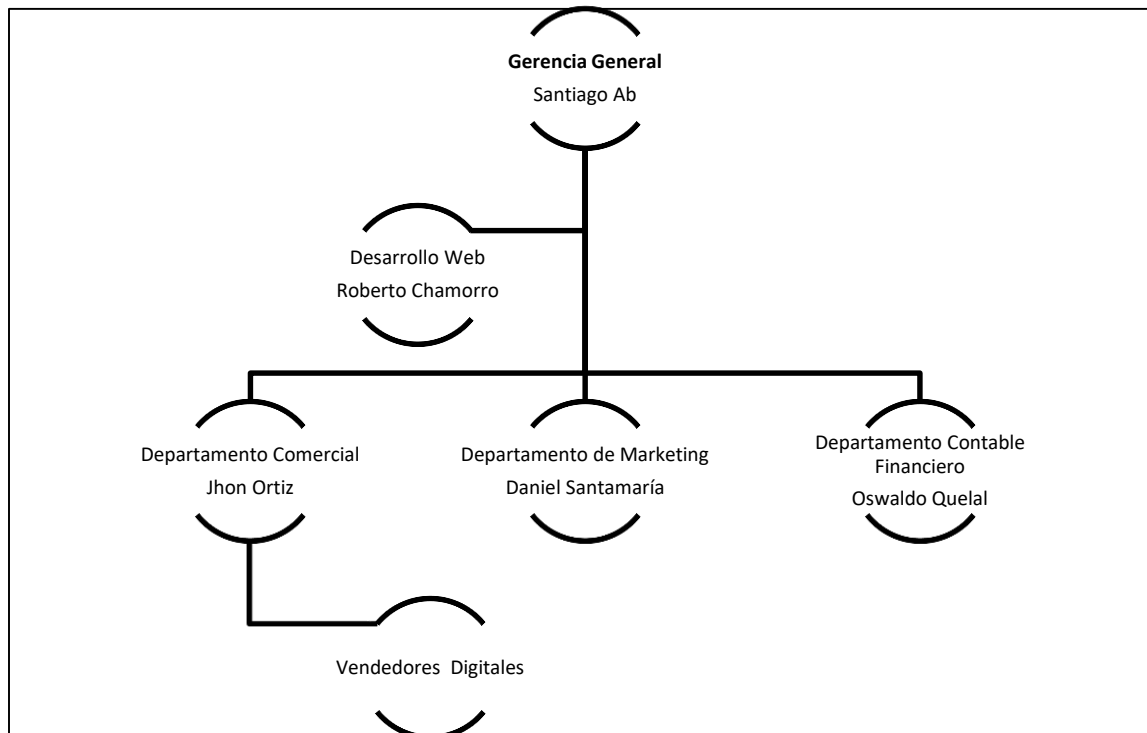 Gerencia General
Santiago Ab
Desarrollo Web
Roberto Chamorro
Departamento Comercial
Jhon Ortiz
Departamento de Marketing
Daniel Santamaría
Departamento Contable
Financiero
Oswaldo Quelal
Vendedores  Digitales